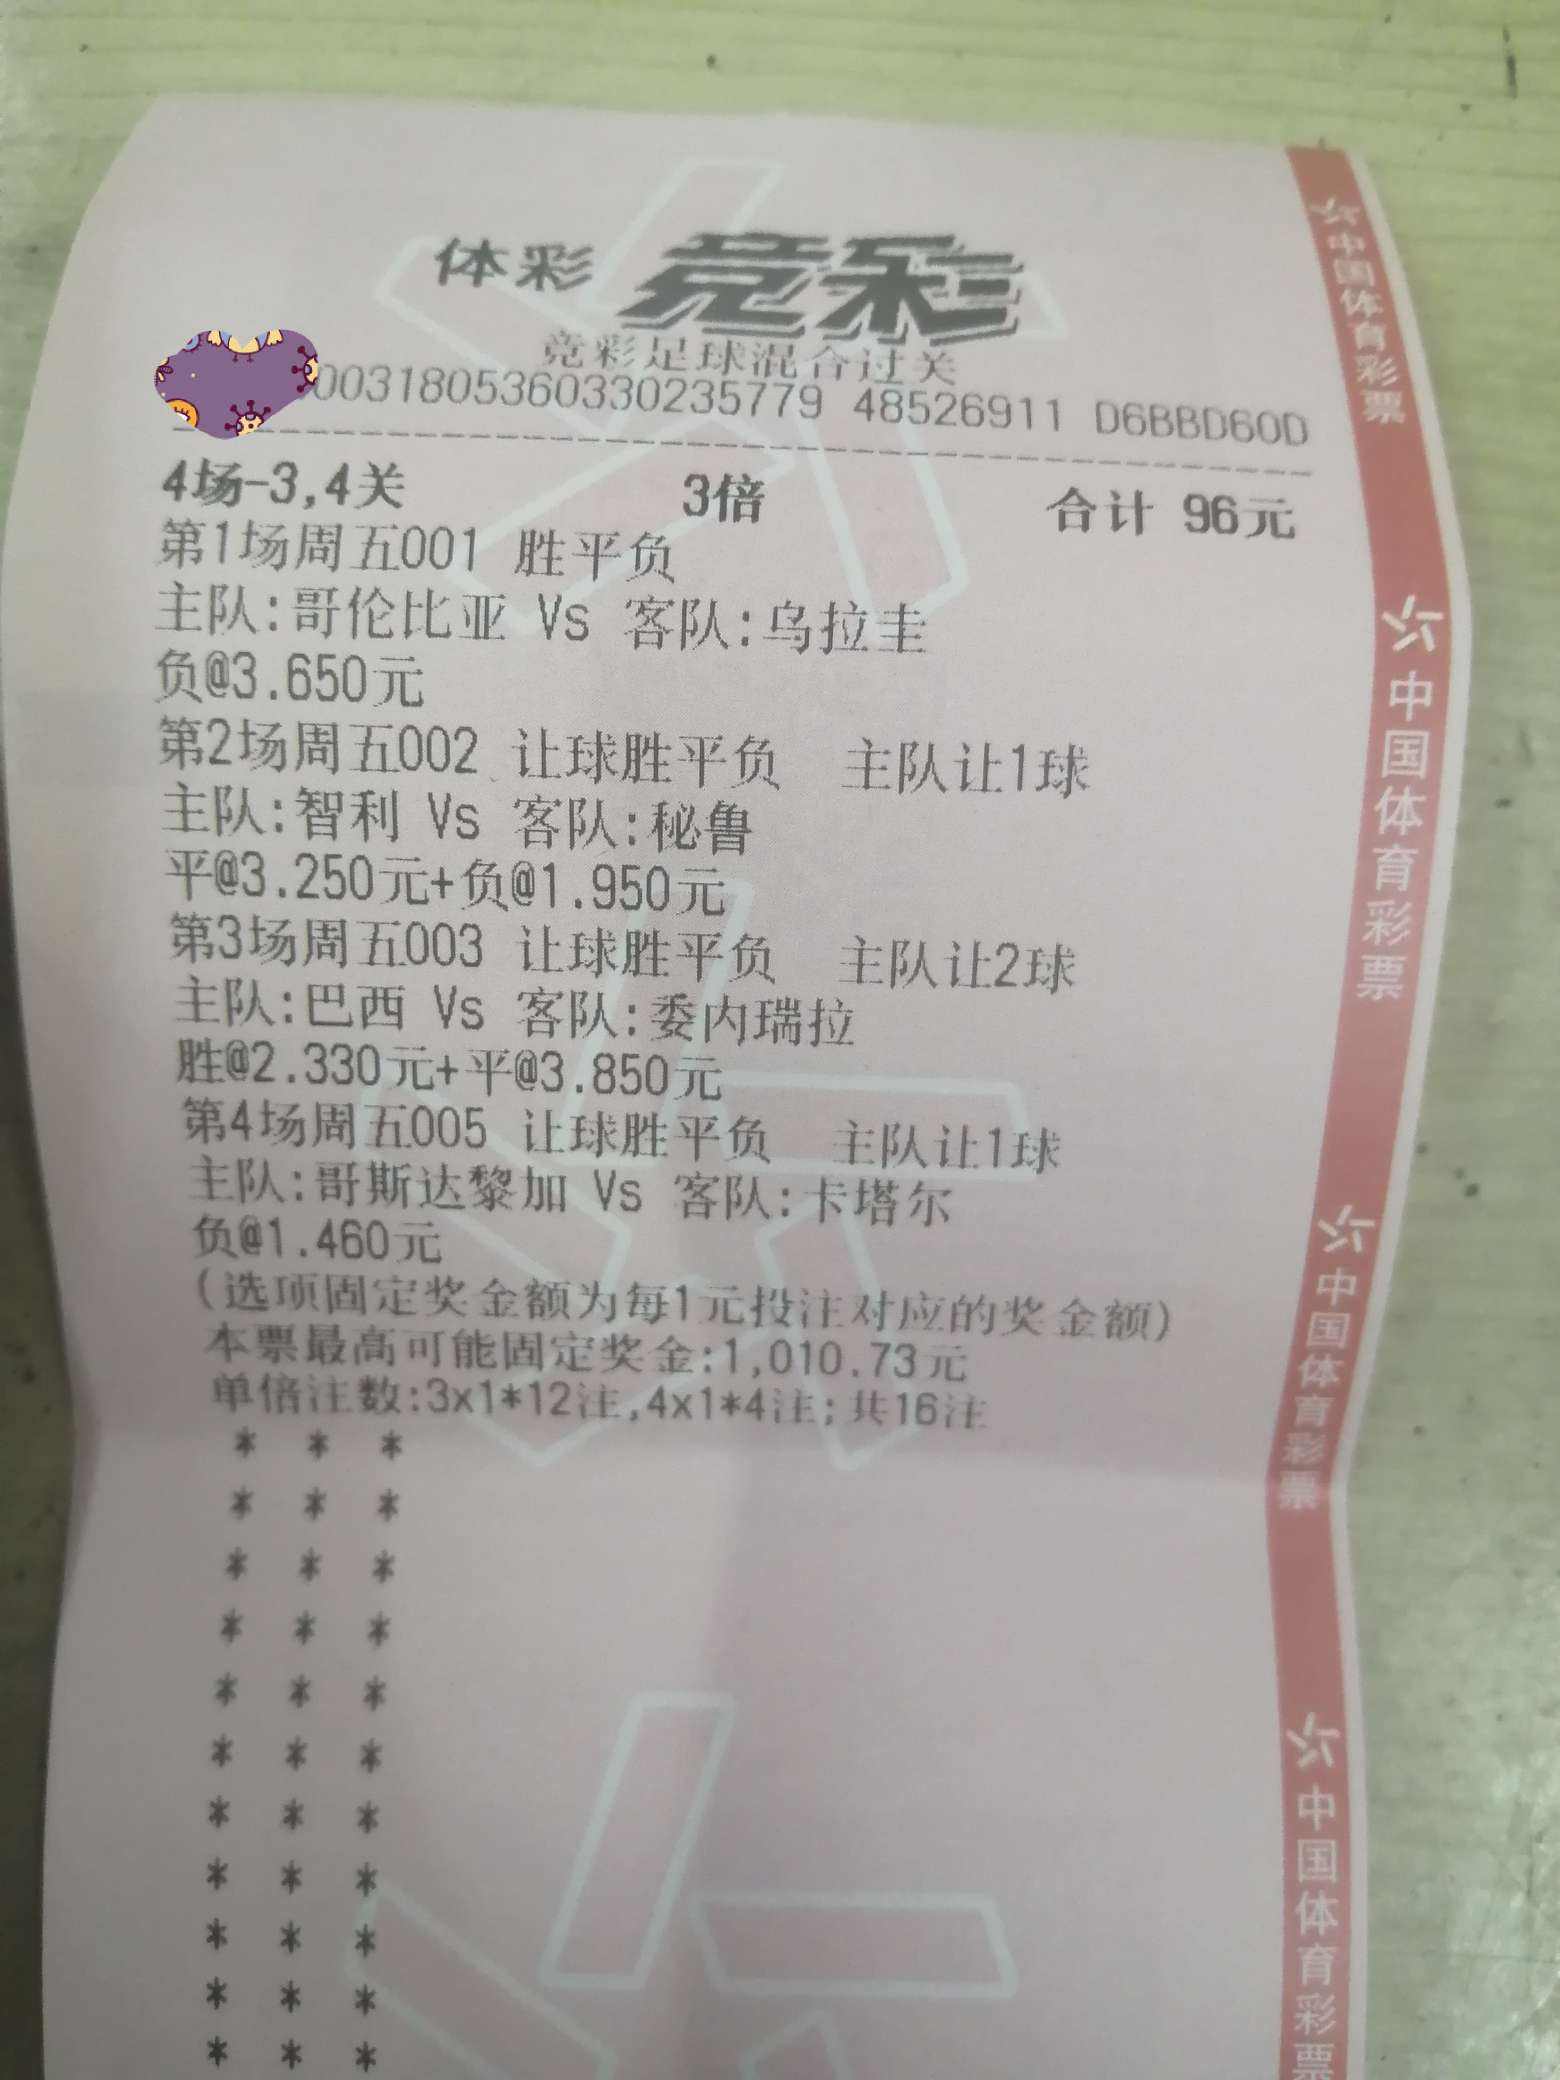 体彩 竞彩
竞彩足球混合过关
0031805360330235779 48526911 D6BBD60D
4场-3,4关 3倍 合计 96元
第1场周五001 胜平负
主队:哥伦比亚 Vs 客队:乌拉圭
负@3.650元
第2场周五002 让球胜平负 主队让1球
主队:智利 Vs 客队:秘鲁
平@3.250元+负@1.950元
第3场周五003 让球胜平负 主队让2球
主队:巴西 Vs 客队:委内瑞拉
胜@2.330元+平@3.850元
第4场周五005 让球胜平负 主队让1球
主队:哥斯达黎加 Vs 客队:卡塔尔
负@1.460元
(选项固定奖金额为每1元投注对应的奖金额)
本票最高可能固定奖金:1,010.73元
单倍注数:3x1*12注,4x1*4注;共16注
* * *
* * *
* * *
* * *
* * *
* * *
* * *
* * *
* * *
* * *
* * *
中国体育彩票
中国体育彩票
中国体育彩票
中国体育彩票